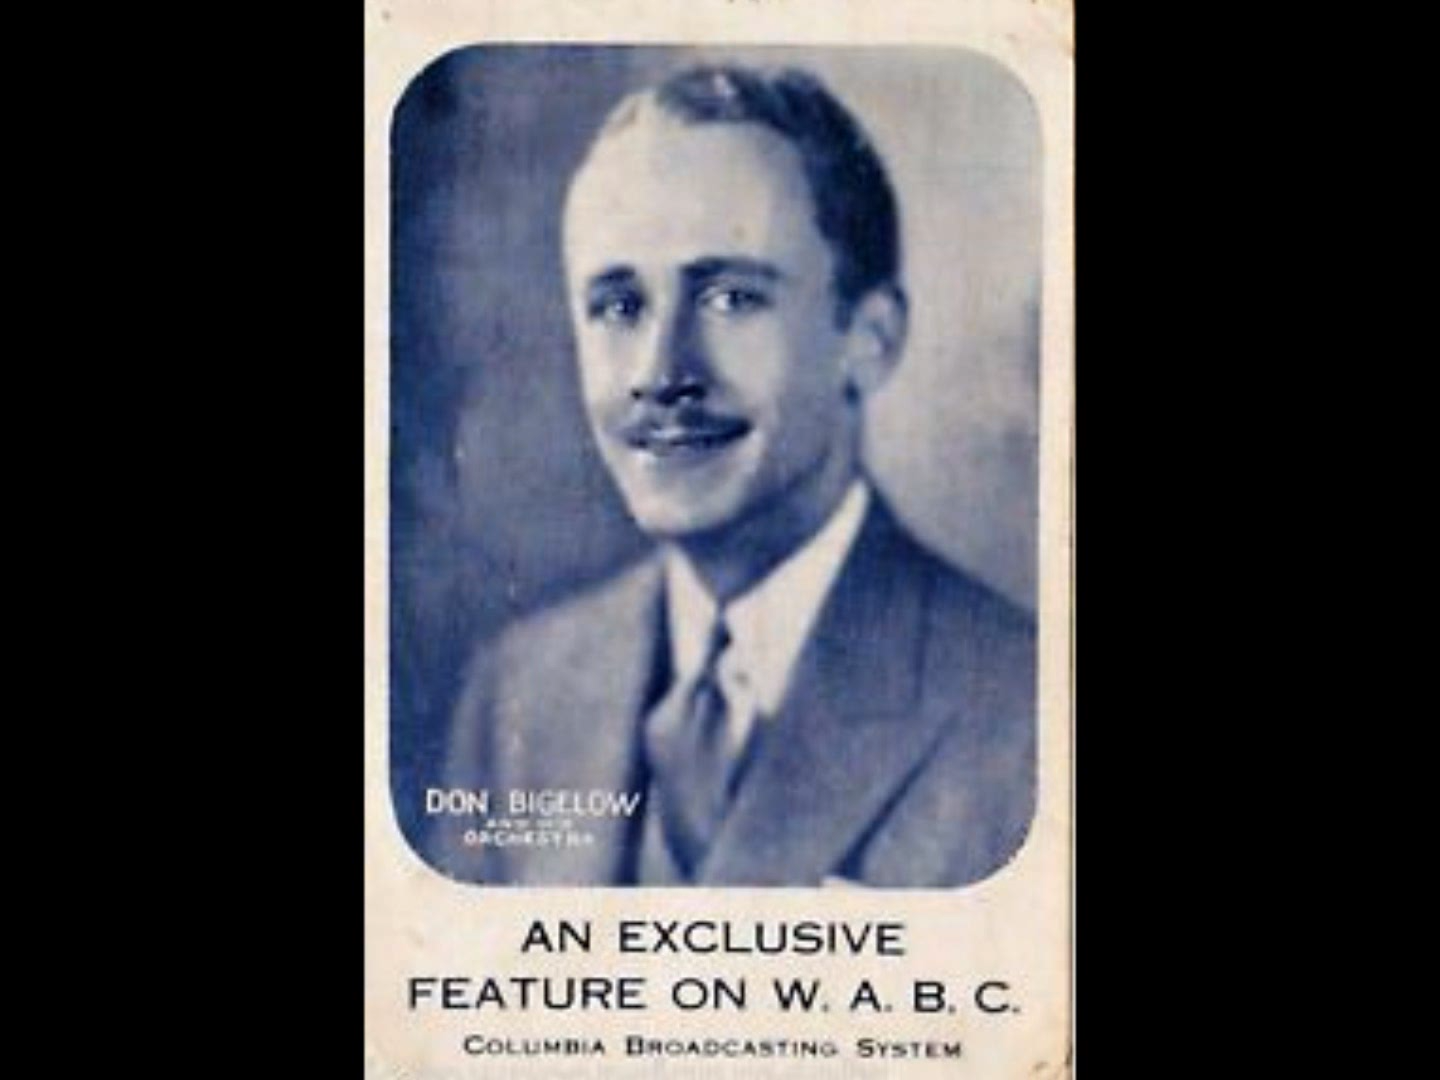 DON BIGELOW
AND HIS
ORCHESTRA
AN EXCLUSIVE
FEATURE ON W. A. B. C.
COLUMBIA BROADCASTING SYSTEM